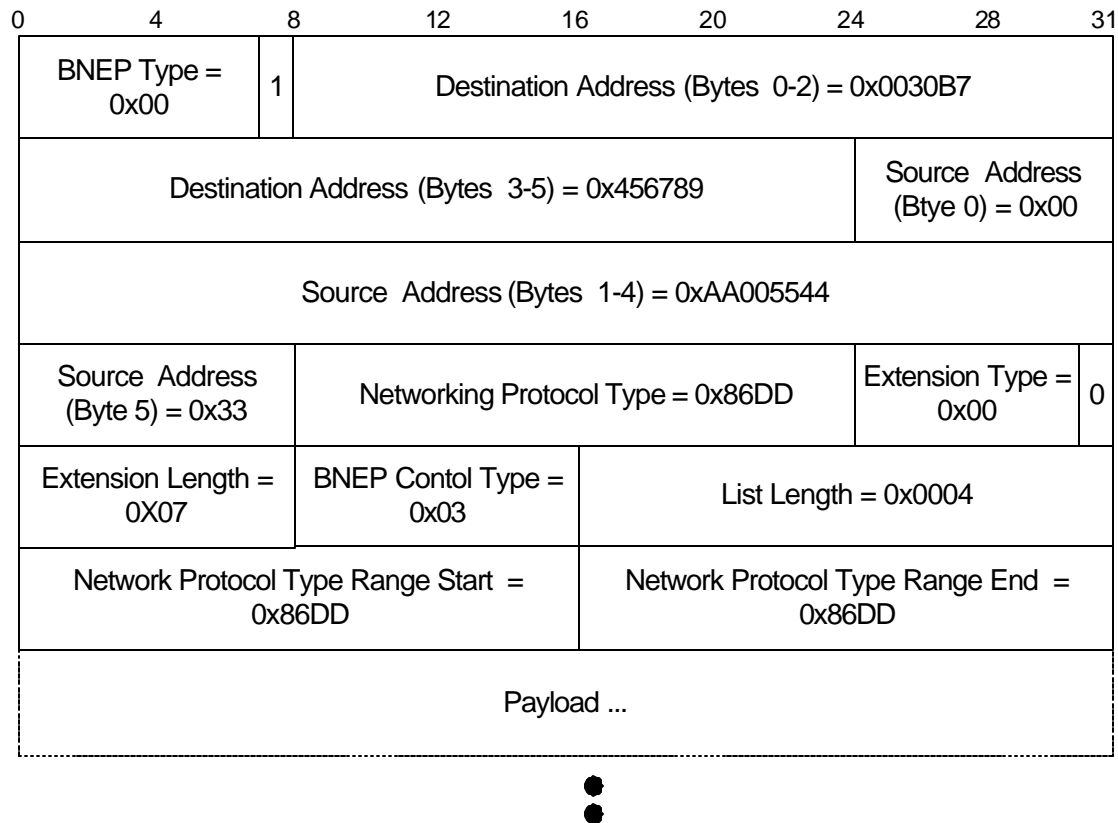 0 4 8 12 16 20 24 28 31
BNEP Type =
0x00
1
Destination Address (Bytes 0-2) = 0x0030B7
Destination Address (Bytes 3-5) = 0x456789
Source Address
(Btye 0) = 0x00
Source Address (Bytes 1-4) = 0xAA005544
Source Address
(Byte 5) = 0x33
Networking Protocol Type = 0x86DD
Extension Type =
0x00
0
Extension Length =
0X07
BNEP Contol Type =
0x03
List Length = 0x0004
Network Protocol Type Range Start =
0x86DD
Network Protocol Type Range End =
0x86DD
Payload ...